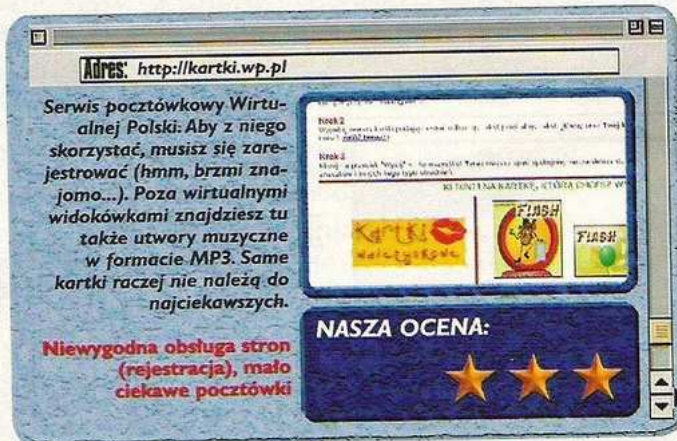 Adres: http://kartki.wp.pl
Serwis pocztówkowy Wirtu-
alnej Polski. Aby z niego
skorzystać, musisz się zare-
jestrować (hmm, brzmi zna-
jomo...). Poza wirtualnymi
widokówkami znajdziesz tu
także utwory muzyczne
w formacie MP3. Same
kartki raczej nie należą do
najciekawszych.
Niewygodna obsługa stron
(rejestracja), mało
ciekawe pocztówki
Krok 2
Krok 3
KLIKNIJ NA KARTKĘ, KTÓRĄ CHCESZ
Kartki
walentynkowe
FLASH
FLASH
NASZA OCENA: